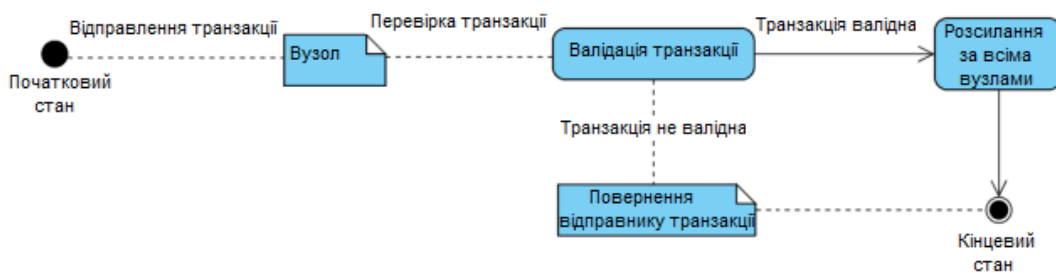 Відправлення транзакції
Перевірка транзакції
Транзакція валідна
Початковий
стан
Вузол
Валідація транзакції
Розсилання
за всіма
вузлами
Транзакція не валідна
Повернення
відправнику транзакції
Кінцевий
стан